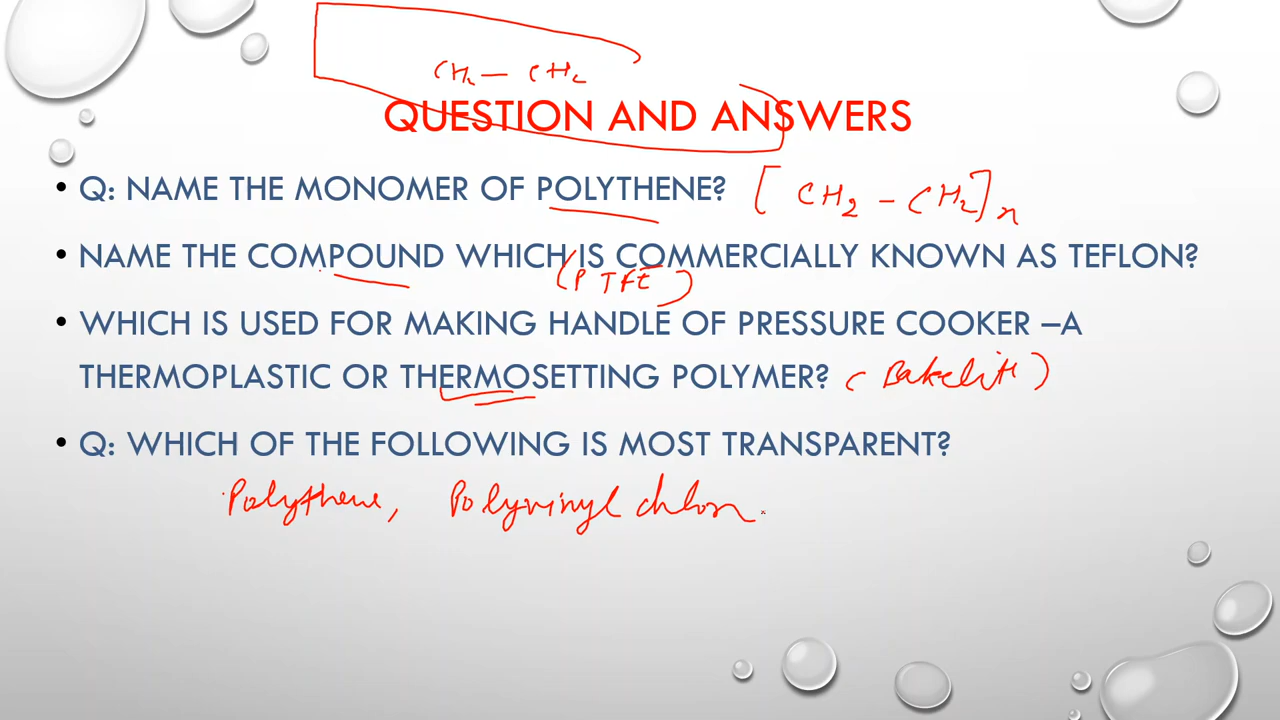 CH2 — CH2
QUESTION AND ANSWERS
• Q: NAME THE MONOMER OF POLYTHENE? [ CH2 – CH2 ]n
• NAME THE COMPOUND WHICH IS COMMERCIALLY KNOWN AS TEFLON?
(PTFE)
• WHICH IS USED FOR MAKING HANDLE OF PRESSURE COOKER –A
THERMOPLASTIC OR THERMOSETTING POLYMER? (Bakelite)
• Q: WHICH OF THE FOLLOWING IS MOST TRANSPARENT?
Polythene, Polyvinyl chlor